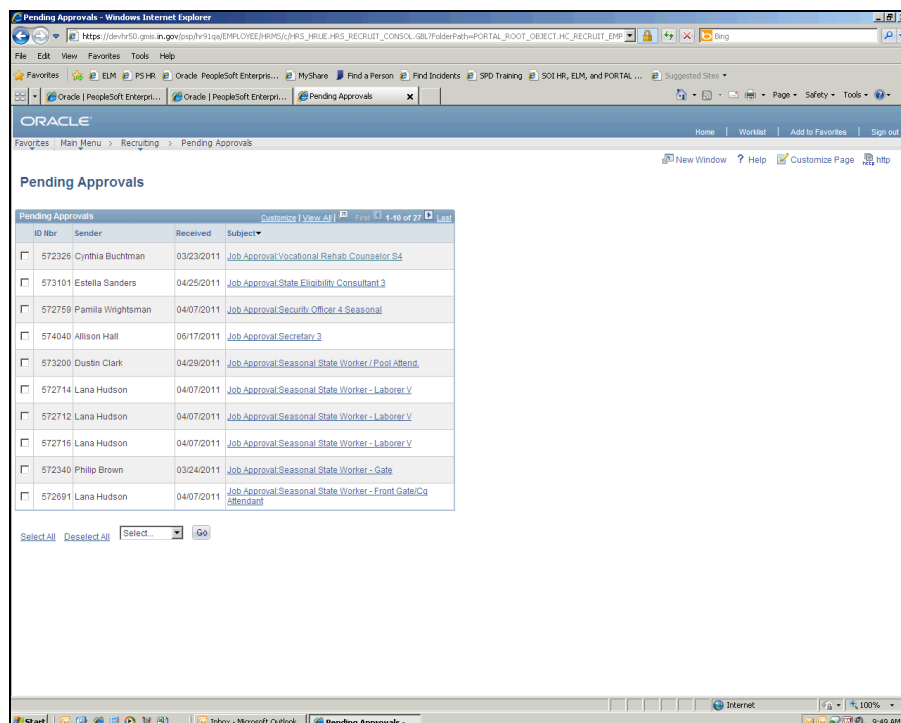 Pending Approvals - Windows Internet Explorer
https://devhr50.gmis.in.gov/psp/hr91qa/EMPLOYEE/HRMS/c/HRS_HRUE.HRS_RECRUIT_CONSOL.GBL?FolderPath=PORTAL_ROOT_OBJECT.HC_RECRUIT_EMP
Bing
File Edit View Favorites Tools Help
Favorites ELM PS HR Oracle PeopleSoft Enterpris... MyShare Find a Person Find Incidents SPD Training SOI HR, ELM, and PORTAL ... Suggested Sites
Oracle | PeopleSoft Enterpri... Oracle | PeopleSoft Enterpri... Pending Approvals Page Safety Tools
ORACLE
Home | Worklist | Add to Favorites | Sign out
Favorites Main Menu > Recruiting > Pending Approvals
New Window ? Help Customize Page http
Pending Approvals
Pending Approvals Customize | View All | First 1-10 of 27 Last
ID Nbr Sender Received Subject
572326 Cynthia Buchtman 03/23/2011 Job Approval:Vocational Rehab Counselor S4
573101 Estella Sanders 04/25/2011 Job Approval:State Eligibility Consultant 3
572759 Pamila Wrightsman 04/07/2011 Job Approval:Security Officer 4 Seasonal
574040 Allison Hall 06/17/2011 Job Approval:Secretary 3
573200 Dustin Clark 04/29/2011 Job Approval:Seasonal State Worker / Pool Attend.
572714 Lana Hudson 04/07/2011 Job Approval:Seasonal State Worker - Laborer V
572712 Lana Hudson 04/07/2011 Job Approval:Seasonal State Worker - Laborer V
572716 Lana Hudson 04/07/2011 Job Approval:Seasonal State Worker - Laborer V
572340 Philip Brown 03/24/2011 Job Approval:Seasonal State Worker - Gate
572691 Lana Hudson 04/07/2011 Job Approval:Seasonal State Worker - Front Gate/Cg
Attendant
Select All Deselect All Select... Go
Internet 100%
Start Inbox - Microsoft Outlook Pending Approvals - 9:49 AM